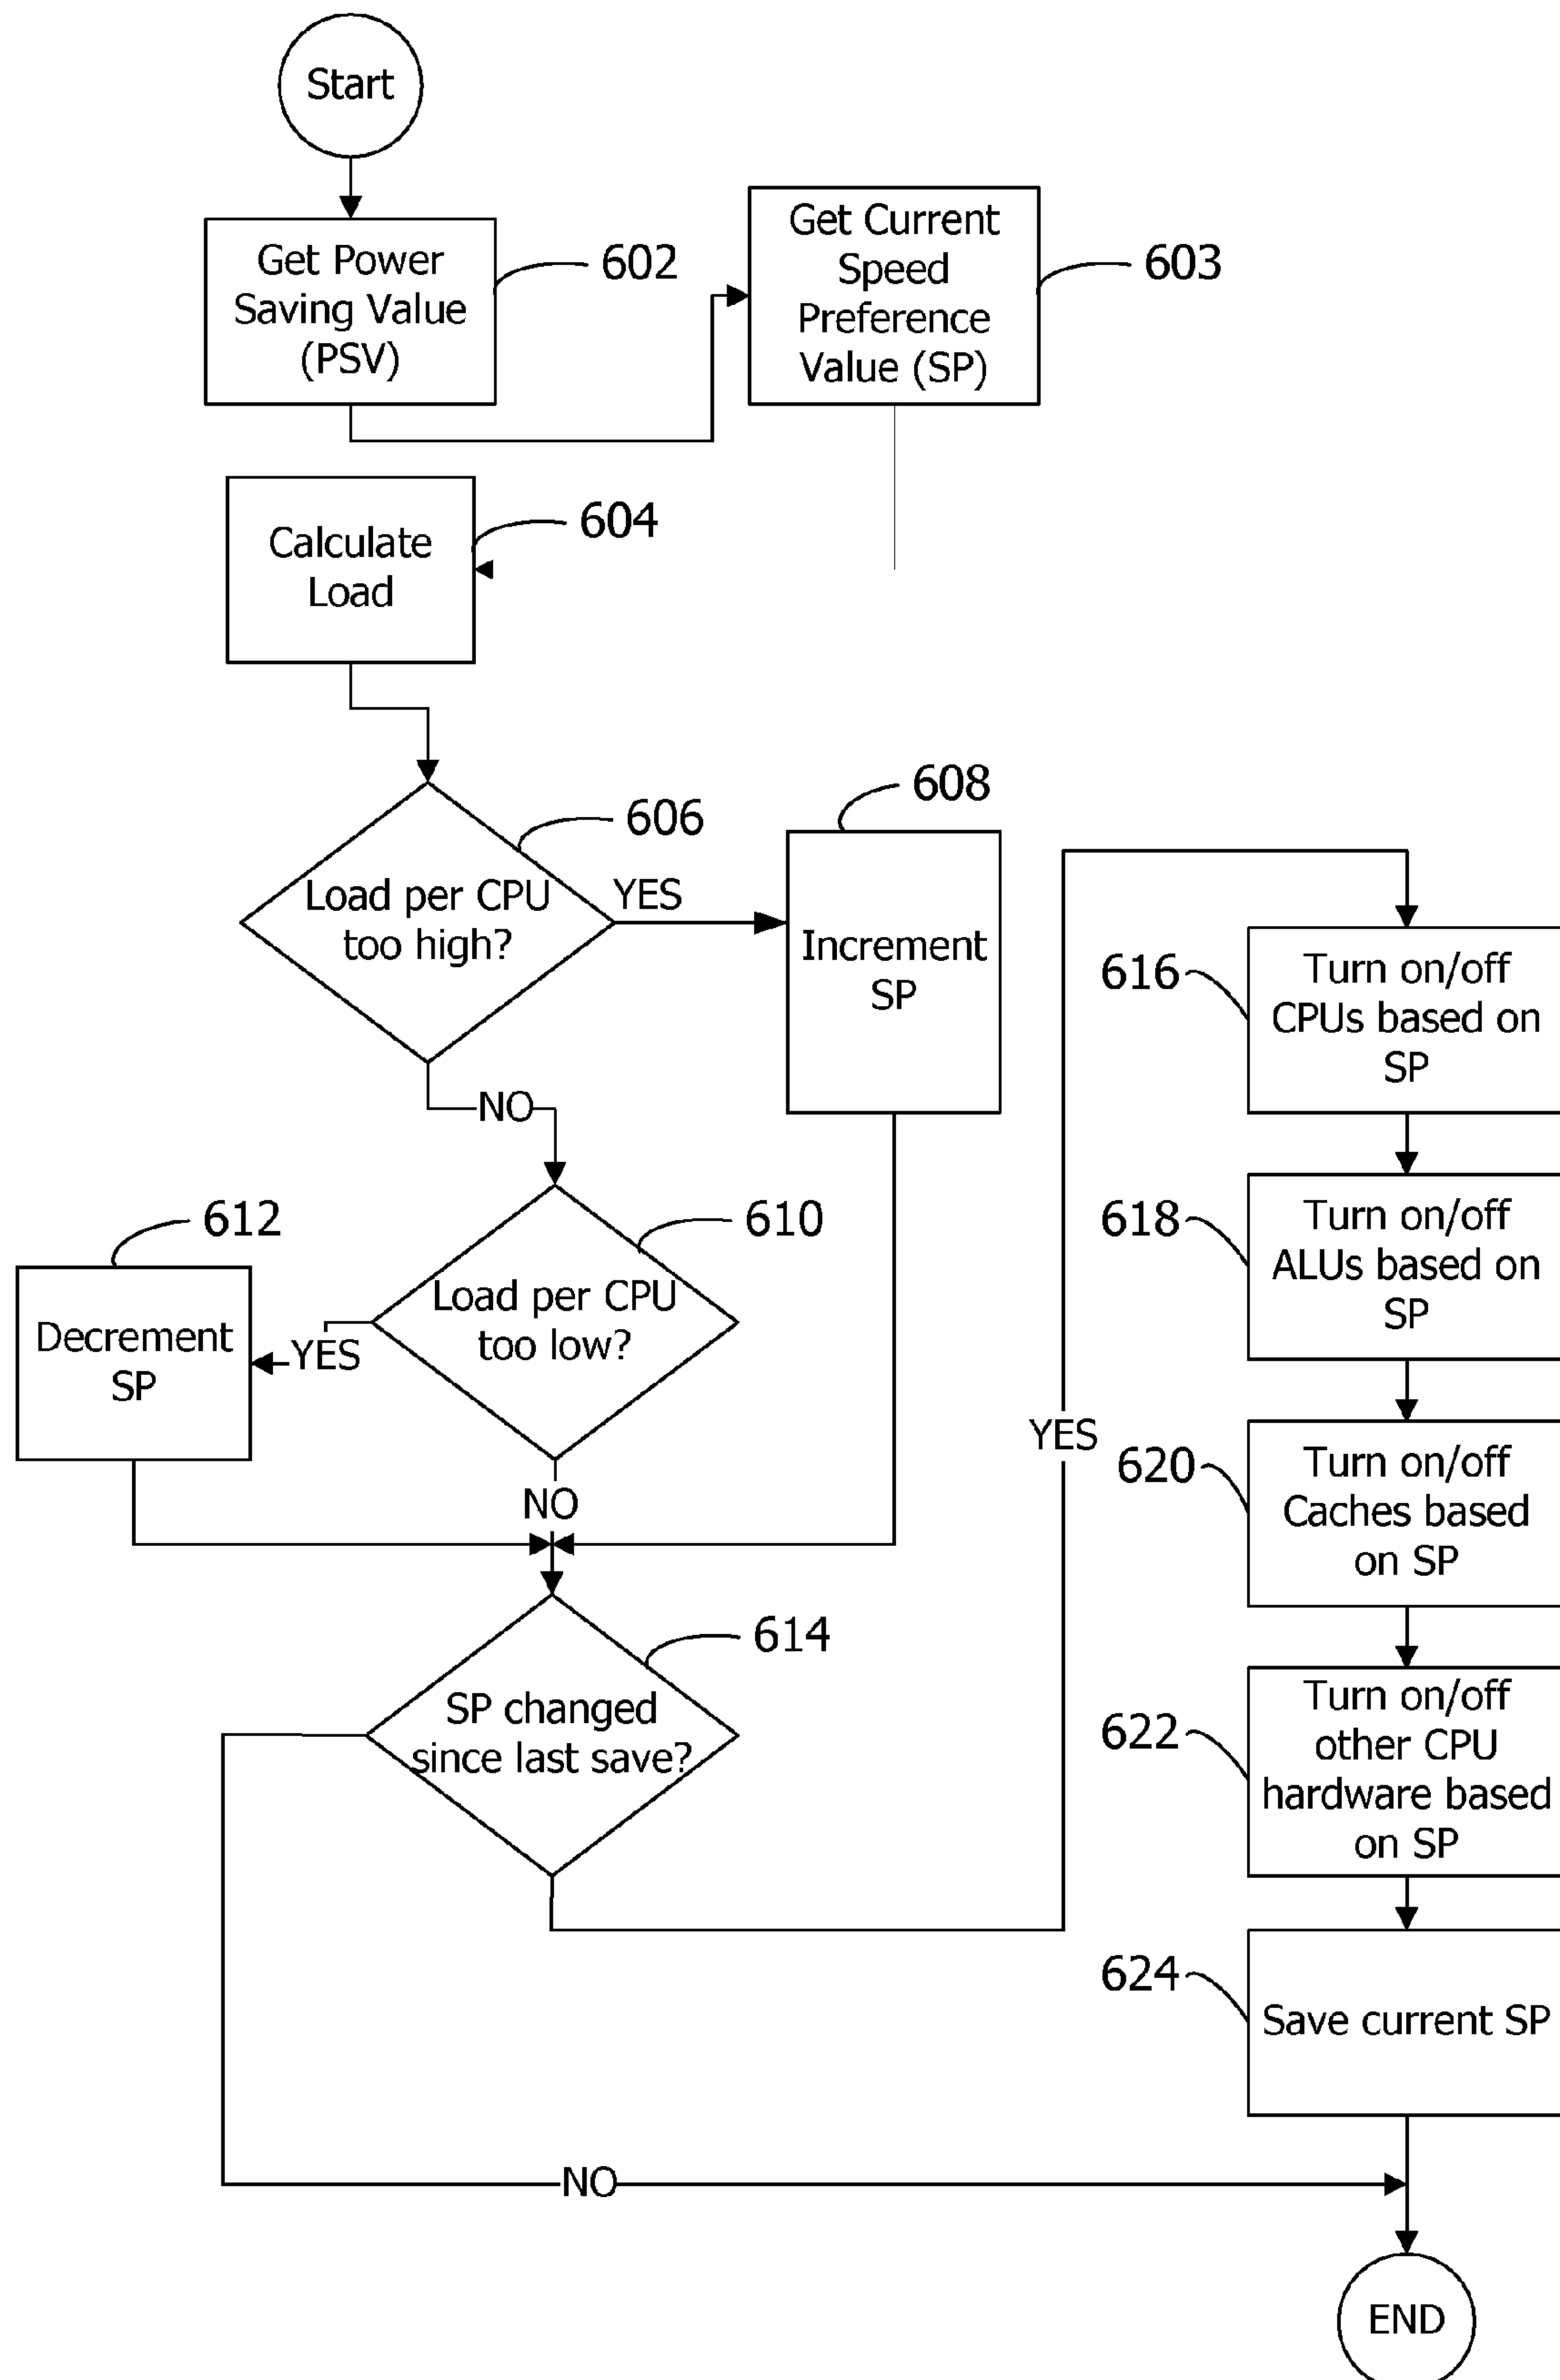 Start
Get Power
Saving Value
(PSV)
602
Get Current
Speed
Preference
Value (SP)
603
Calculate
Load
604
Load per CPU
too high?
606
YES
608
Increment
SP
NO
612
Decrement
SP
YES
Load per CPU
too low?
610
NO
SP changed
since last save?
614
YES
616
Turn on/off
CPUs based on
SP
618
Turn on/off
ALUs based on
SP
620
Turn on/off
Caches based
on SP
622
Turn on/off
other CPU
hardware based
on SP
624
Save current SP
NO
END